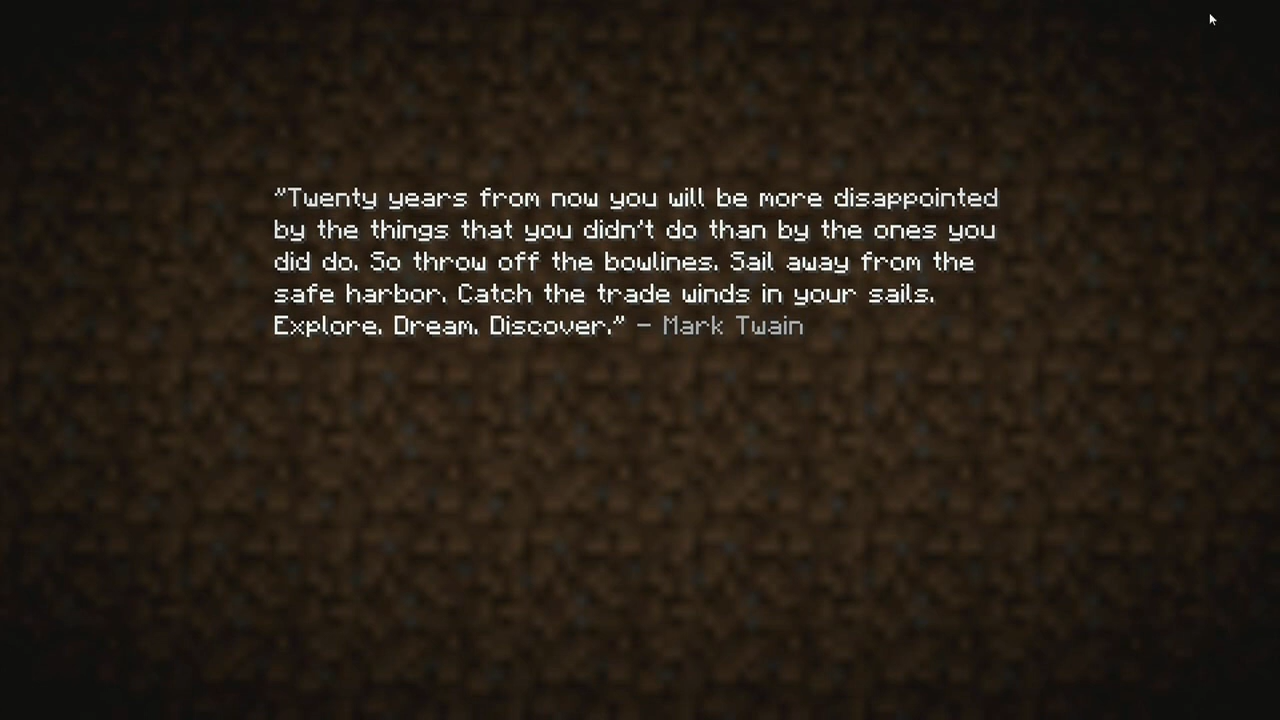 "Twenty years from now you will be more disappointed
by the things that you didn't do than by the ones you
did do. So throw off the bowlines. Sail away from the
safe harbor. Catch the trade winds in your sails.
Explore. Dream. Discover." - Mark Twain